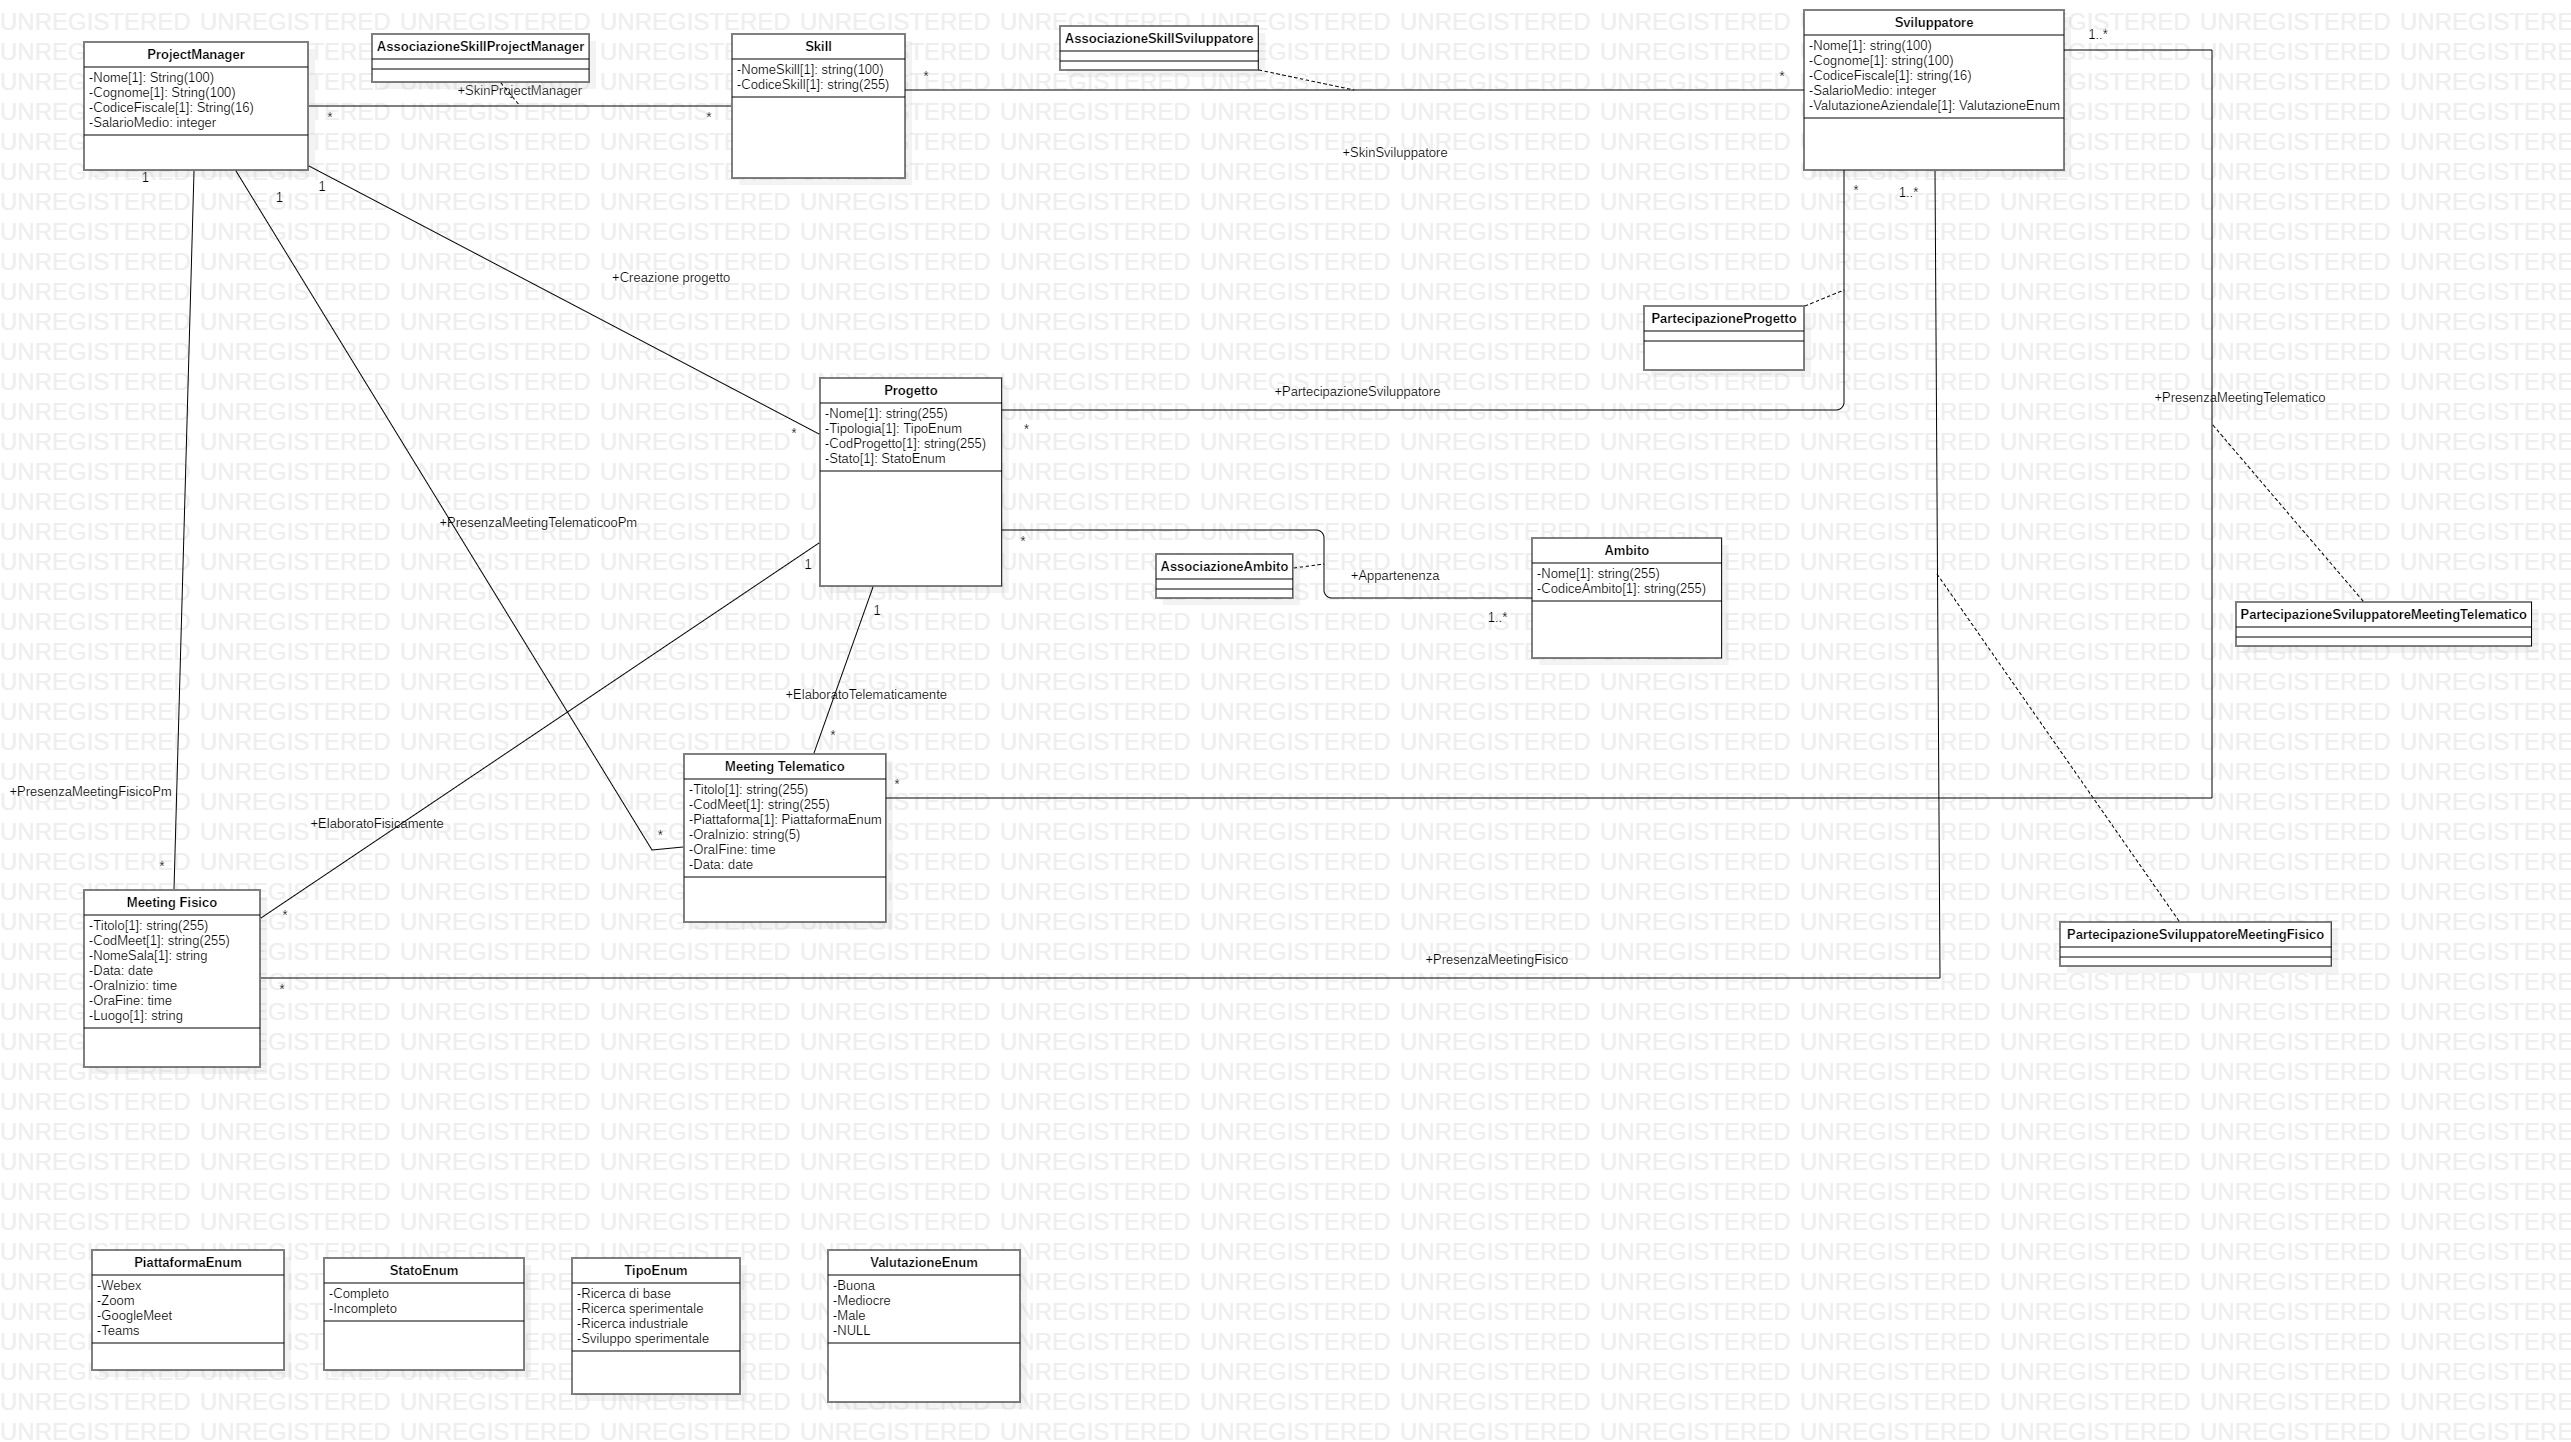 ProjectManager
-Nome[1]: String(100)
-Cognome[1]: String(100)
-CodiceFiscale[1]: String(16)
-SalarioMedio: integer
AssociazioneSkillProjectManager
+SkinProjectManager
*
*
Skill
-NomeSkill[1]: string(100)
-CodiceSkill[1]: string(255)
AssociazioneSkillSviluppatore
*
*
+SkinSviluppatore
Sviluppatore
-Nome[1]: string(100)
-Cognome[1]: string(100)
-CodiceFiscale[1]: string(16)
-SalarioMedio: integer
-ValutazioneAziendale[1]: ValutazioneEnum
1..*
1
1
1
*
1..*
+Creazione progetto
PartecipazioneProgetto
+PartecipazioneSviluppatore
+PresenzaMeetingTelematico
Progetto
-Nome[1]: string(255)
-Tipologia[1]: TipoEnum
-CodProgetto[1]: string(255)
-Stato[1]: StatoEnum
*
*
*
1
1
+PresenzaMeetingTelematicooPm
AssociazioneAmbito
+Appartenenza
1..*
Ambito
-Nome[1]: string(255)
-CodiceAmbito[1]: string(255)
PartecipazioneSviluppatoreMeetingTelematico
+ElaboratoTelematicamente
*
Meeting Telematico
-Titolo[1]: string(255)
-CodMeet[1]: string(255)
-Piattaforma[1]: PiattaformaEnum
-OraInizio: string(5)
-OralFine: time
-Data: date
*
*
+PresenzaMeetingFisicoPm
+ElaboratoFisicamente
*
*
Meeting Fisico
-Titolo[1]: string(255)
-CodMeet[1]: string(255)
-NomeSala[1]: string
-Data: date
-OraInizio: time
-OraFine: time
-Luogo[1]: string
*
+PresenzaMeetingFisico
PartecipazioneSviluppatoreMeetingFisico
PiattaformaEnum
-Webex
-Zoom
-GoogleMeet
-Teams
StatoEnum
-Completo
-Incompleto
TipoEnum
-Ricerca di base
-Ricerca sperimentale
-Ricerca industriale
-Sviluppo sperimentale
ValutazioneEnum
-Buona
-Mediocre
-Male
-NULL
UNREGISTERED